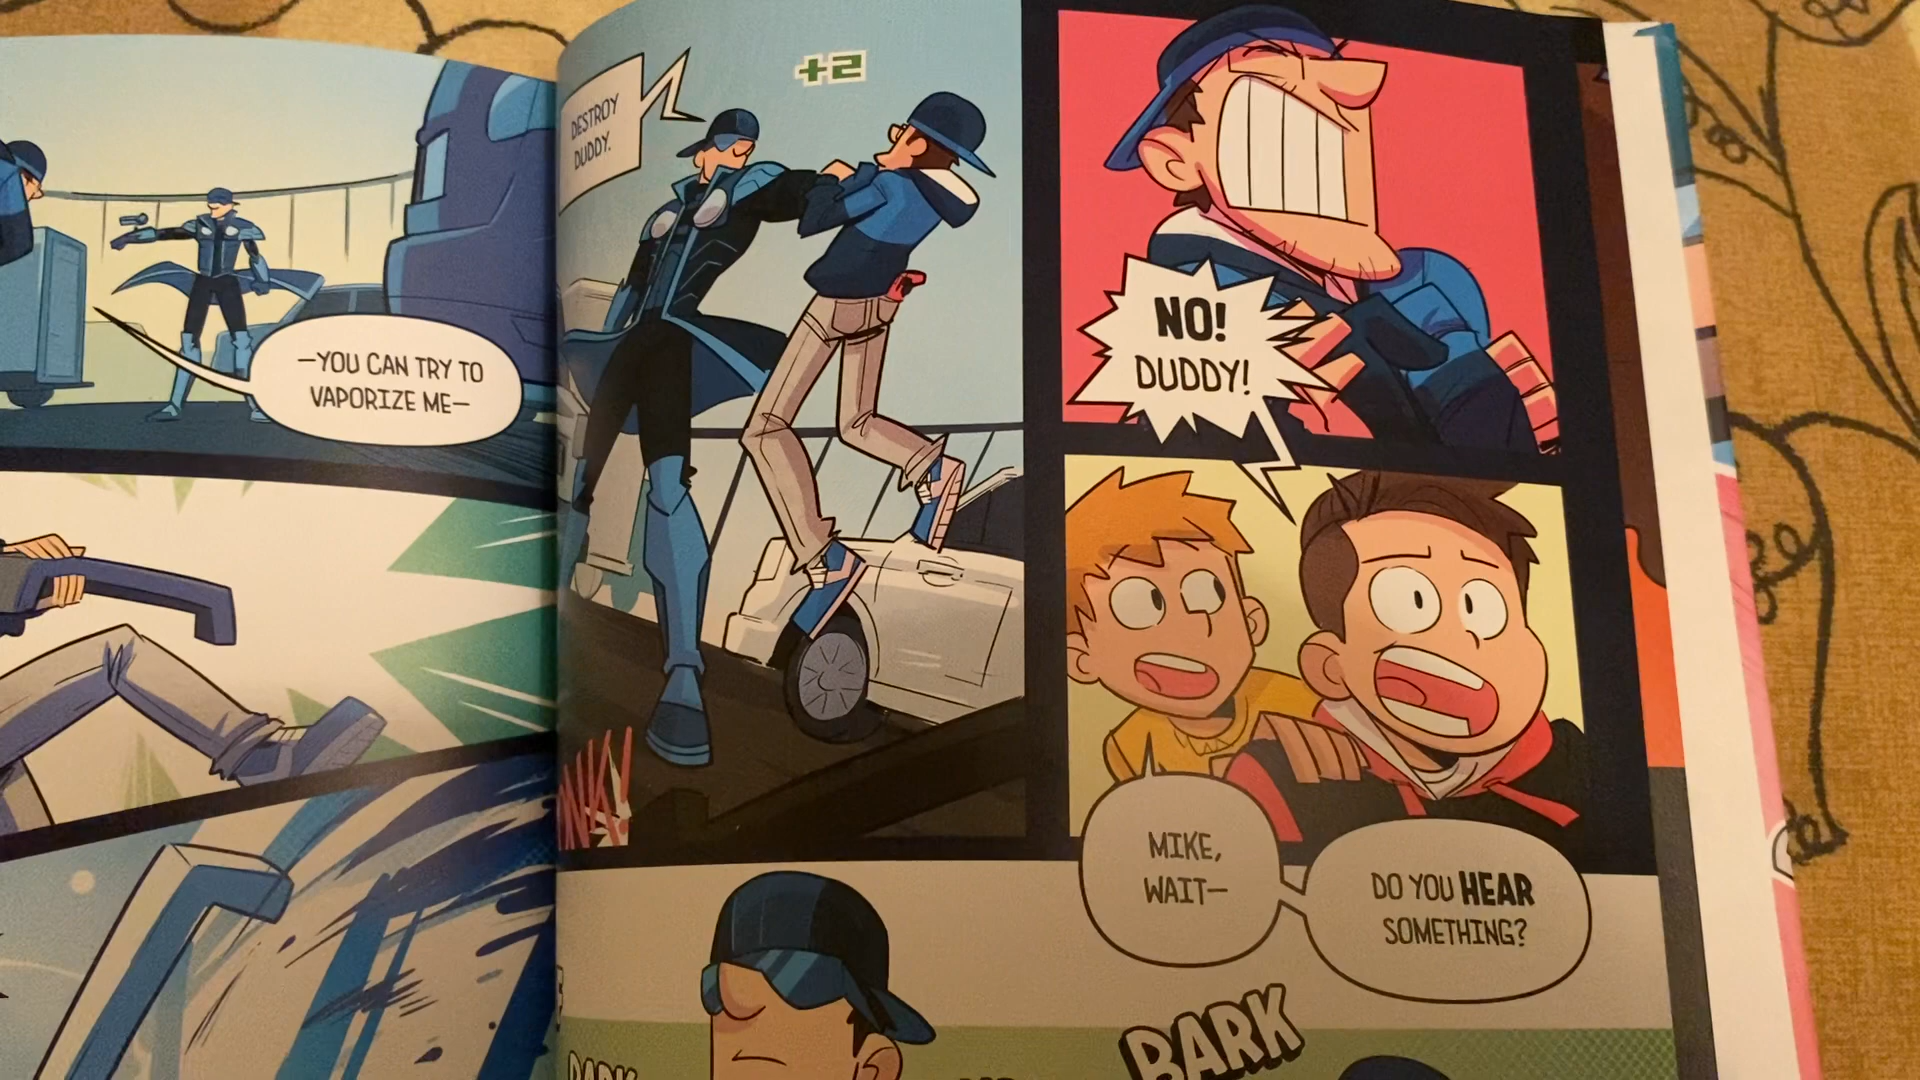 —YOU CAN TRY TO
VAPORIZE ME—
DESTROY
DUDDY.
+2
NO!
DUDDY!
MIKE,
WAIT—
DO YOU HEAR
SOMETHING?
BARK